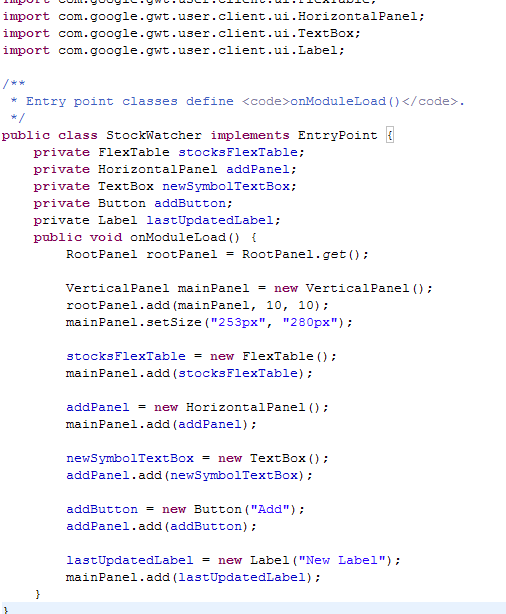 import com.google.gwt.user.client.ui.FlexTable;
import com.google.gwt.user.client.ui.HorizontalPanel;
import com.google.gwt.user.client.ui.TextBox;
import com.google.gwt.user.client.ui.Label;

/**
 * Entry point classes define <code>onModuleLoad()</code>.
 */
public class StockWatcher implements EntryPoint {
    private FlexTable stocksFlexTable;
    private HorizontalPanel addPanel;
    private TextBox newSymbolTextBox;
    private Button addButton;
    private Label lastUpdatedLabel;
    public void onModuleLoad() {
        RootPanel rootPanel = RootPanel.get();

        VerticalPanel mainPanel = new VerticalPanel();
        rootPanel.add(mainPanel, 10, 10);
        mainPanel.setSize("253px", "280px");

        stocksFlexTable = new FlexTable();
        mainPanel.add(stocksFlexTable);

        addPanel = new HorizontalPanel();
        mainPanel.add(addPanel);

        newSymbolTextBox = new TextBox();
        addPanel.add(newSymbolTextBox);

        addButton = new Button("Add");
        addPanel.add(addButton);

        lastUpdatedLabel = new Label("New Label");
        mainPanel.add(lastUpdatedLabel);
    }
}